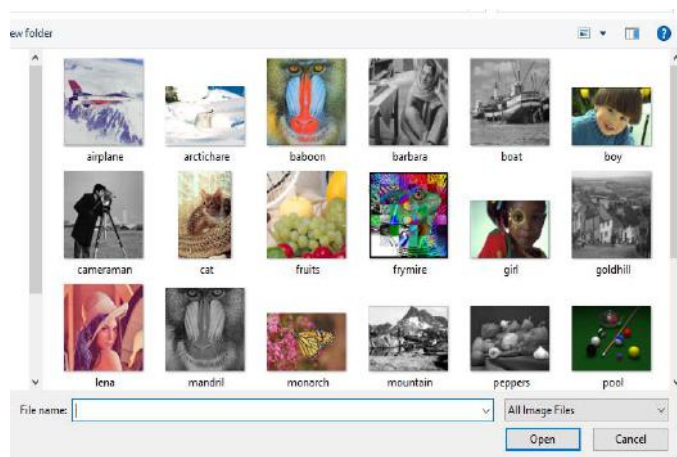 ew folder
airplane arctichare baboon barbara boat boy
cameraman cat fruits frymire girl goldhill
lena mandril monarch mountain peppers pool
File name: All Image Files
Open Cancel